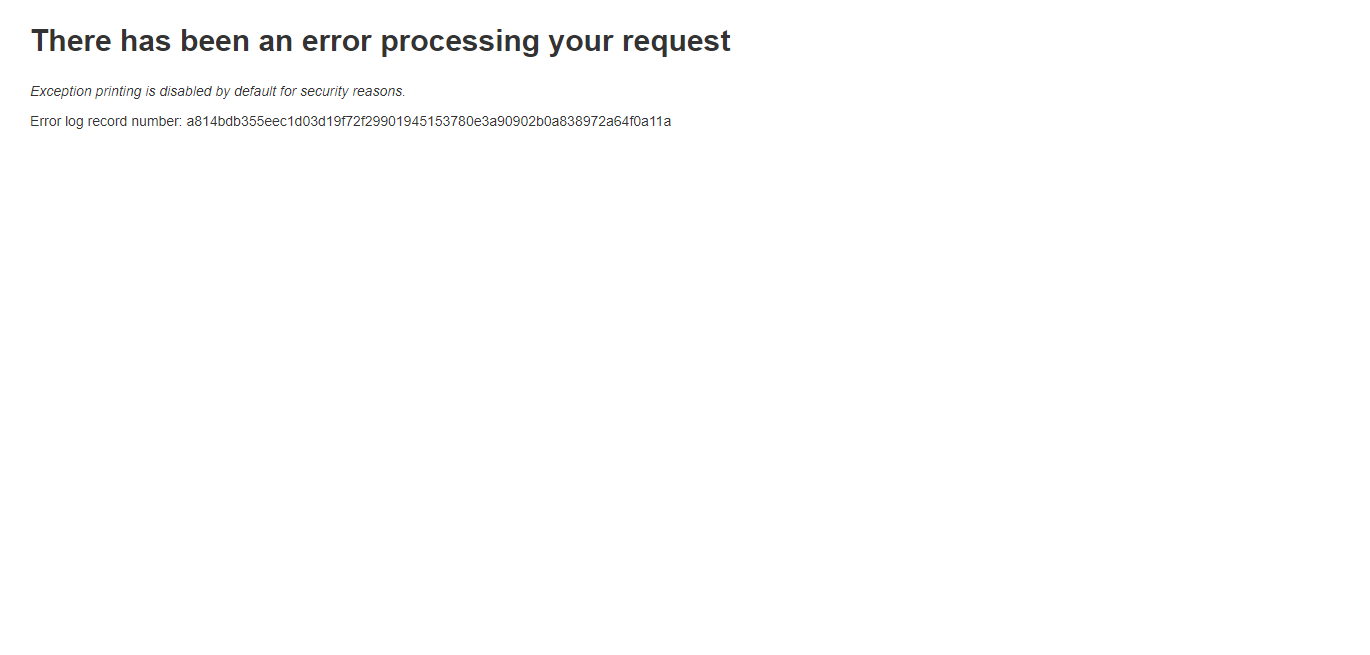 There has been an error processing your request
Exception printing is disabled by default for security reasons.
Error log record number: a814bdb355eec1d03d19f72f29901945153780e3a90902b0a838972a64f0a11a